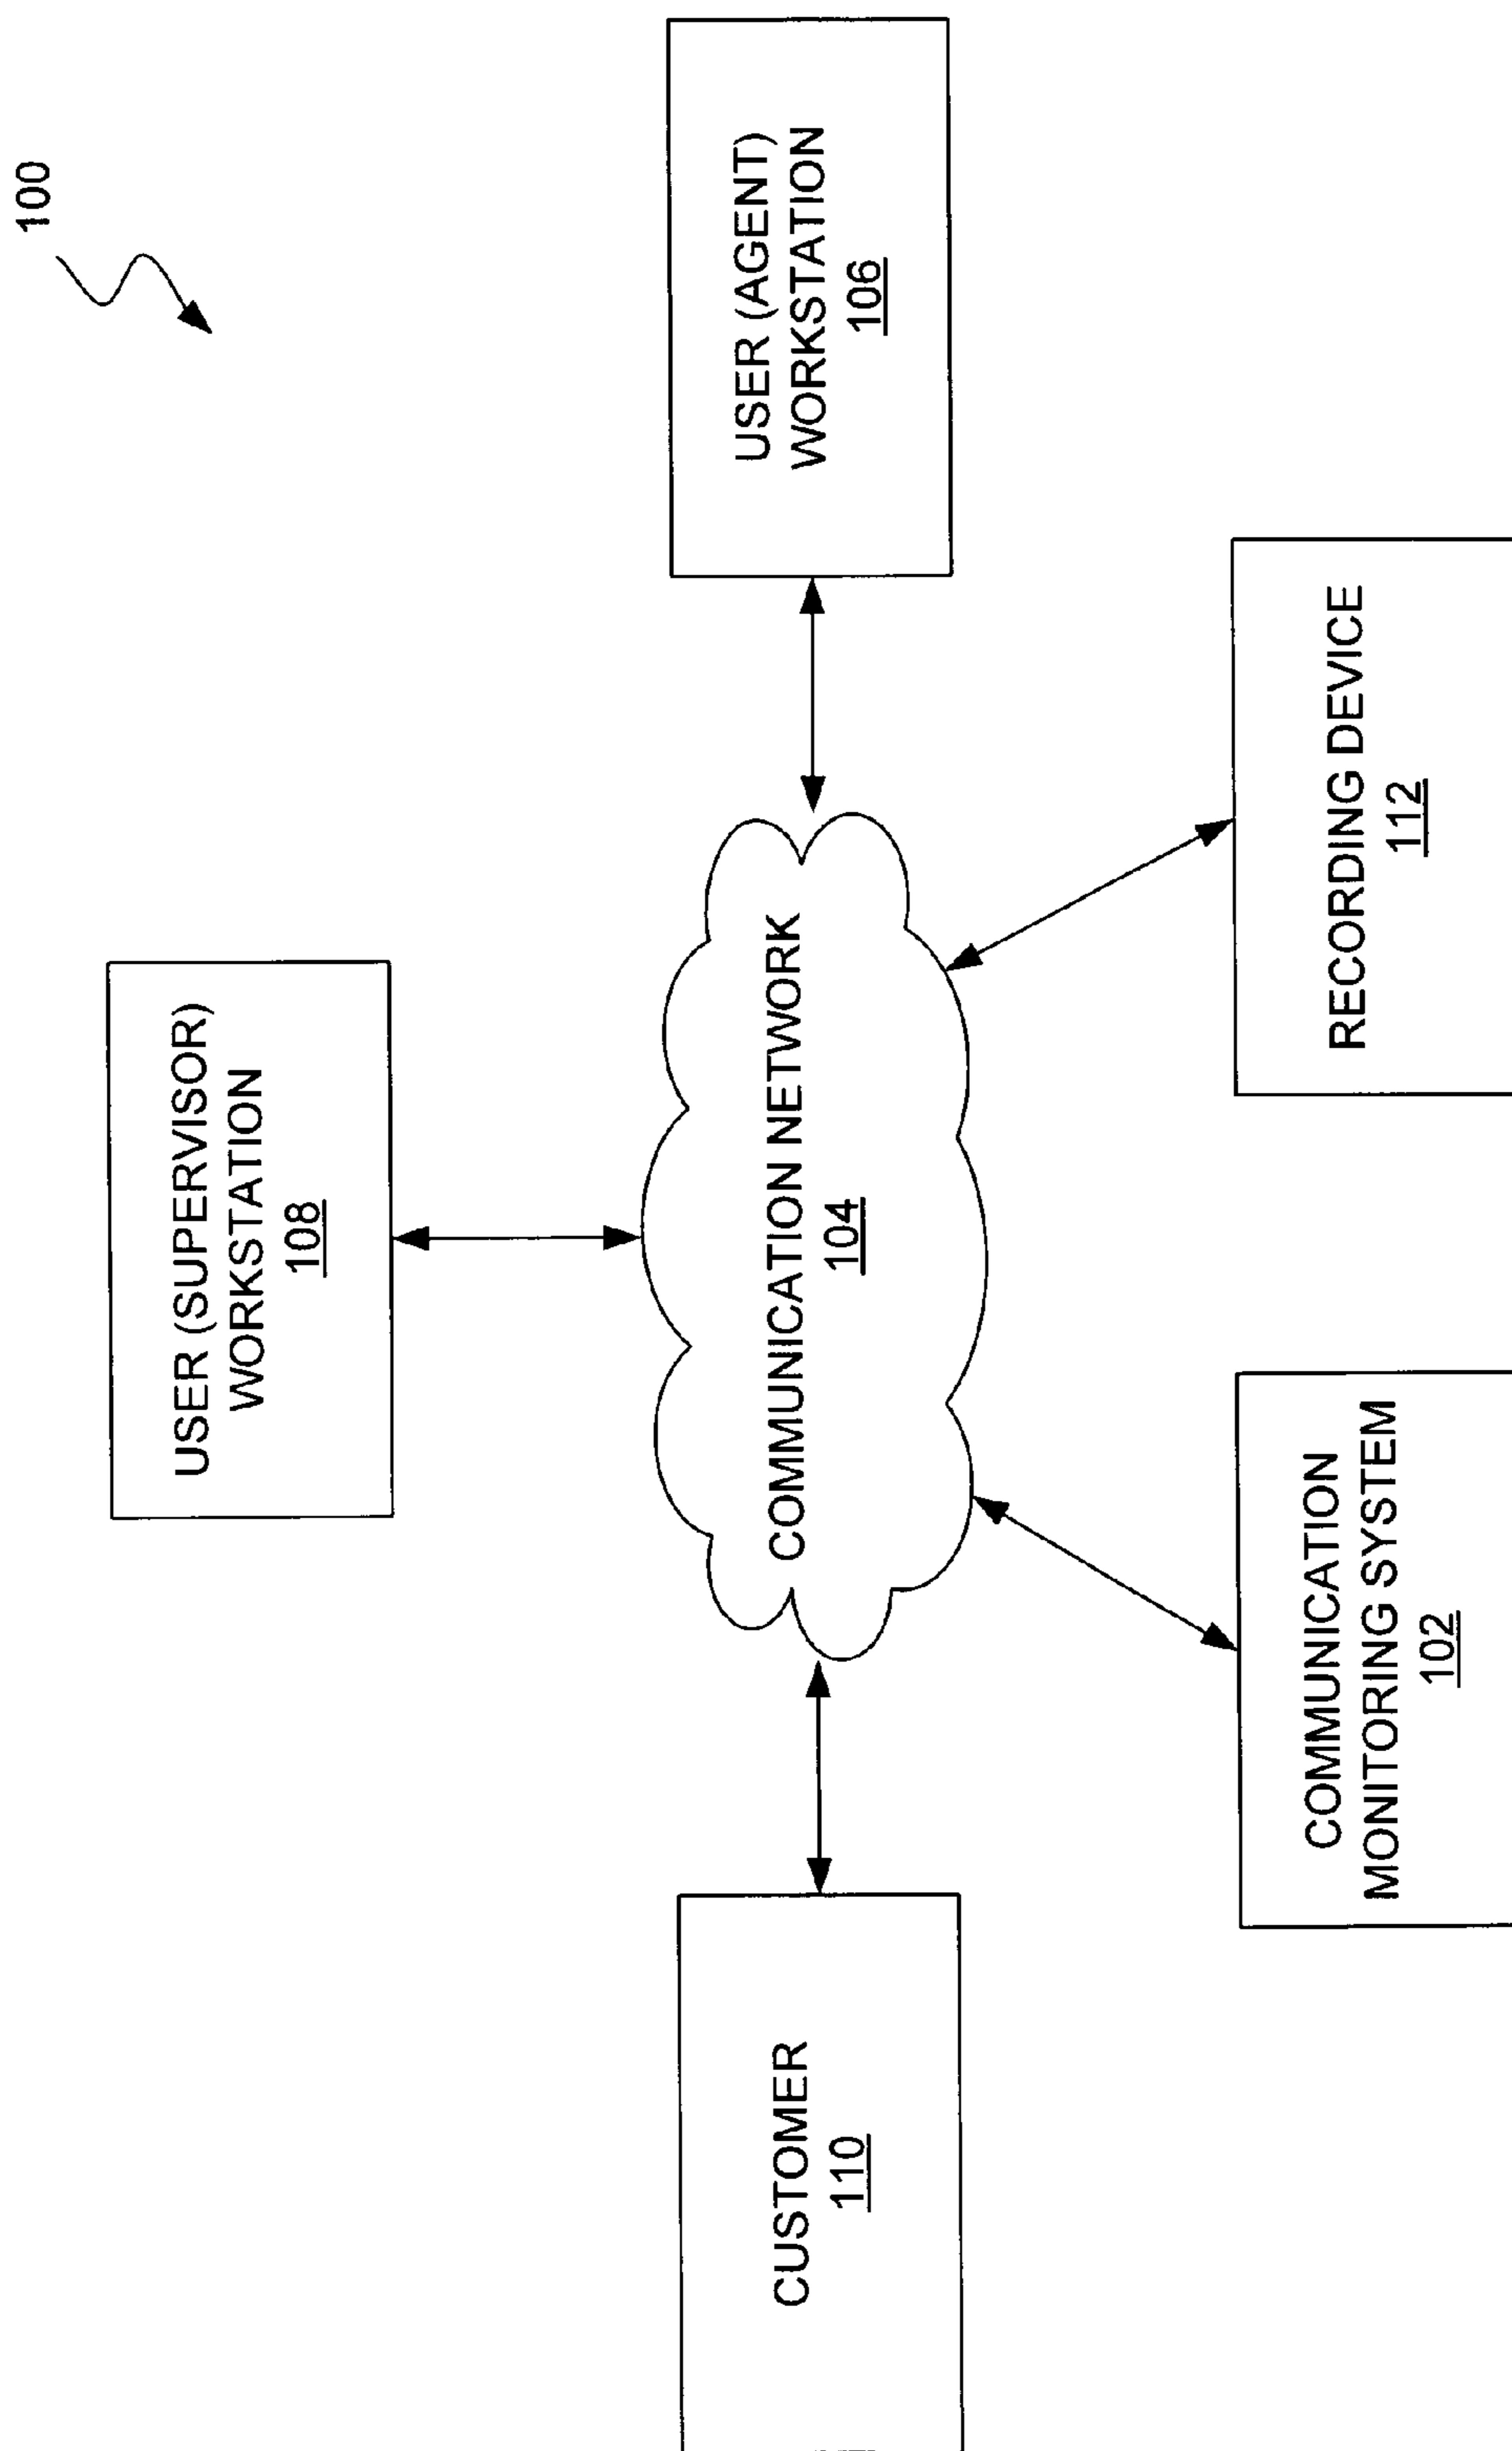 100
USER (SUPERVISOR)
WORKSTATION
108
CUSTOMER
110
COMMUNICATION NETWORK
104
USER (AGENT)
WORKSTATION
106
COMMUNICATION
MONITORING SYSTEM
102
RECORDING DEVICE
112